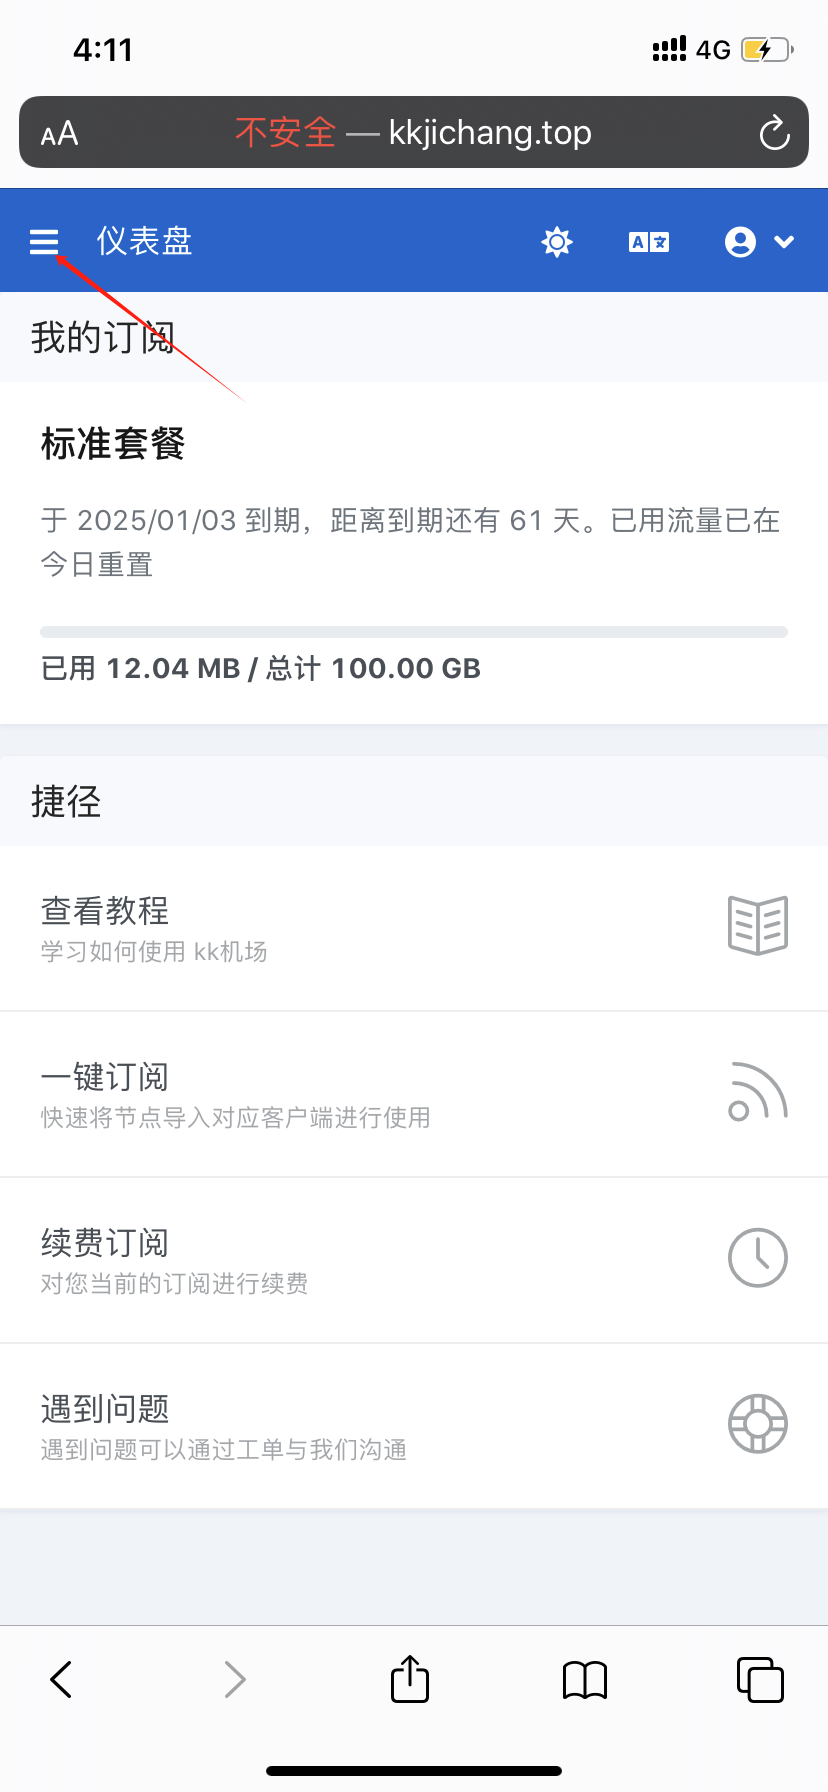 4:11
4G
AA
不安全 — kkjichang.top
仪表盘
A 文
我的订阅
标准套餐
于 2025/01/03 到期，距离到期还有 61 天。已用流量已在
今日重置
已用 12.04 MB / 总计 100.00 GB
捷径
查看教程
学习如何使用 kk机场
一键订阅
快速将节点导入对应客户端进行使用
续费订阅
对您当前的订阅进行续费
遇到问题
遇到问题可以通过工单与我们沟通